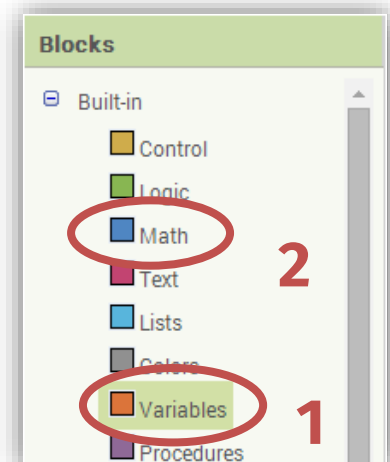 Blocks
Built-in
Control
Logic
Math
2
Text
Lists
Colors
Variables
1
Procedures